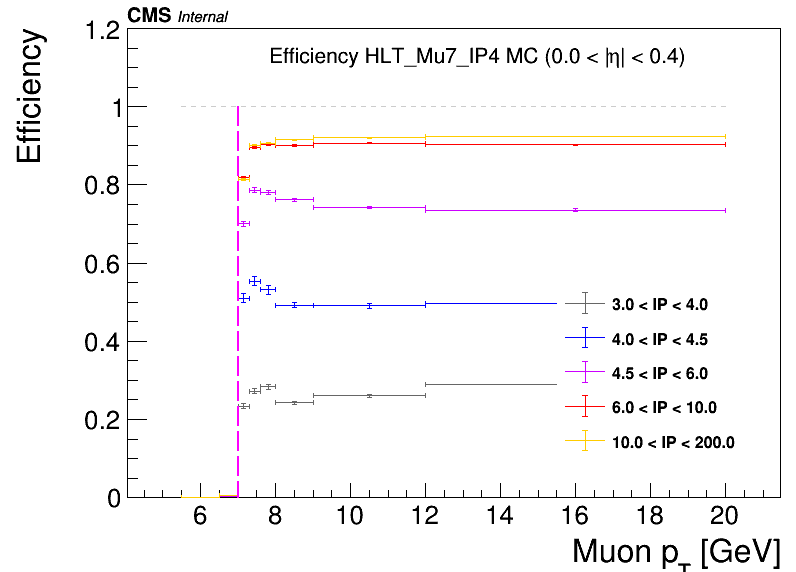 CMS Internal
Efficiency HLT_Mu7_IP4 MC (0.0 < |η| < 0.4)
Efficiency
1.2
1
0.8
0.6
0.4
0.2
0
3.0 < IP < 4.0
4.0 < IP < 4.5
4.5 < IP < 6.0
6.0 < IP < 10.0
10.0 < IP < 200.0
6 8 10 12 14 16 18 20
Muon p_T [GeV]